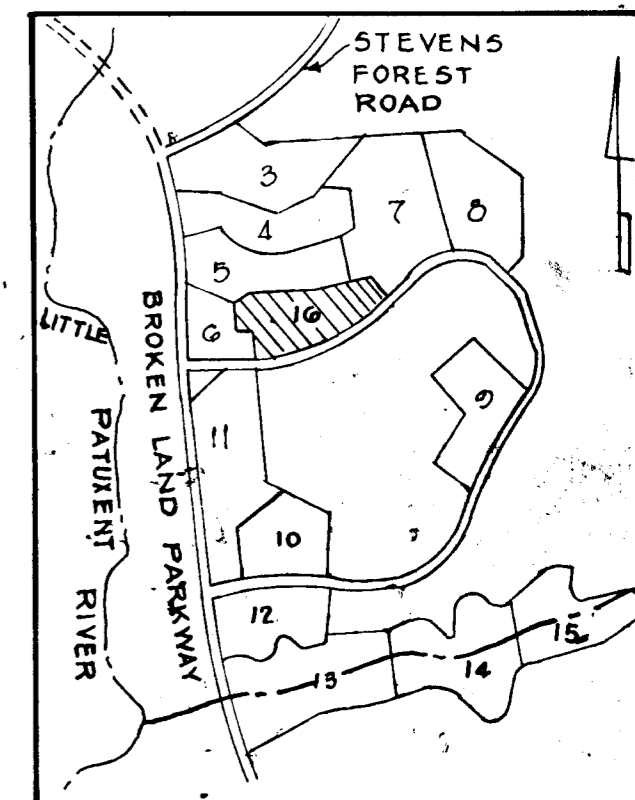 STEVENS
FOREST
ROAD
3
4
7
8
5
16
6
LITTLE
BROKEN LAND PARKWAY
9
PATUXENT
11
10
RIVER
12
15
13
14